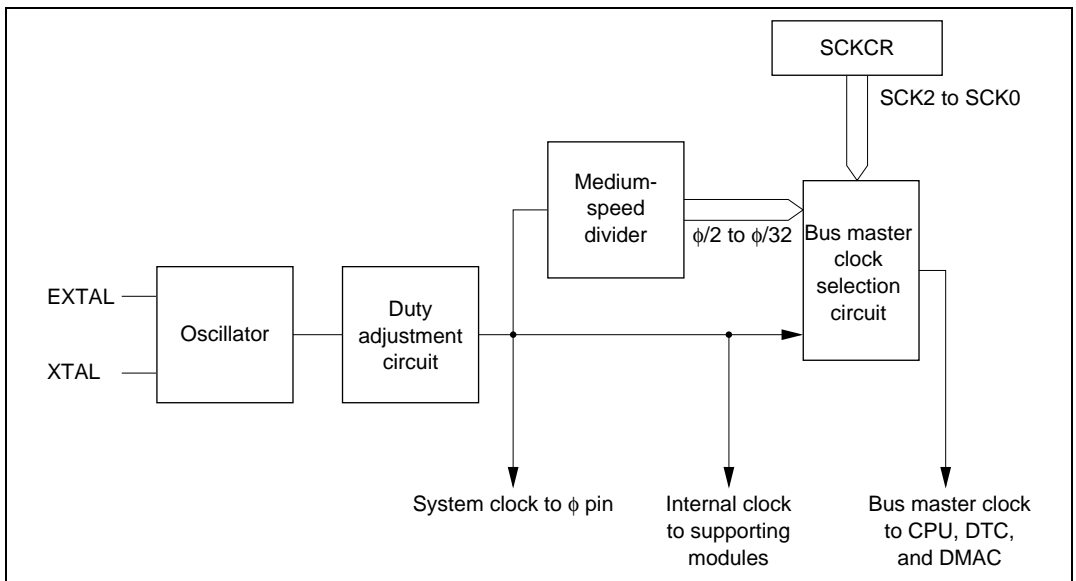 SCKCR
SCK2 to SCK0
Medium-
speed
divider
ϕ/2 to ϕ/32
Bus master
clock
selection
circuit
EXTAL
XTAL
Oscillator
Duty
adjustment
circuit
System clock to ϕ pin
Internal clock
to supporting
modules
Bus master clock
to CPU, DTC,
and DMAC